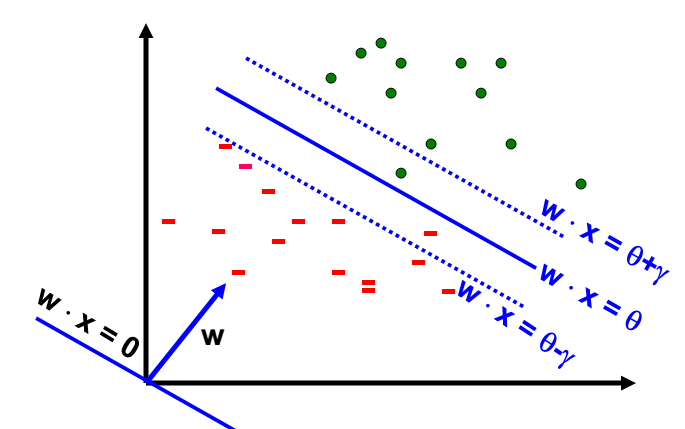 w · x = θ+γ
w · x = θ
w · x = θ-γ
w · x = 0
w